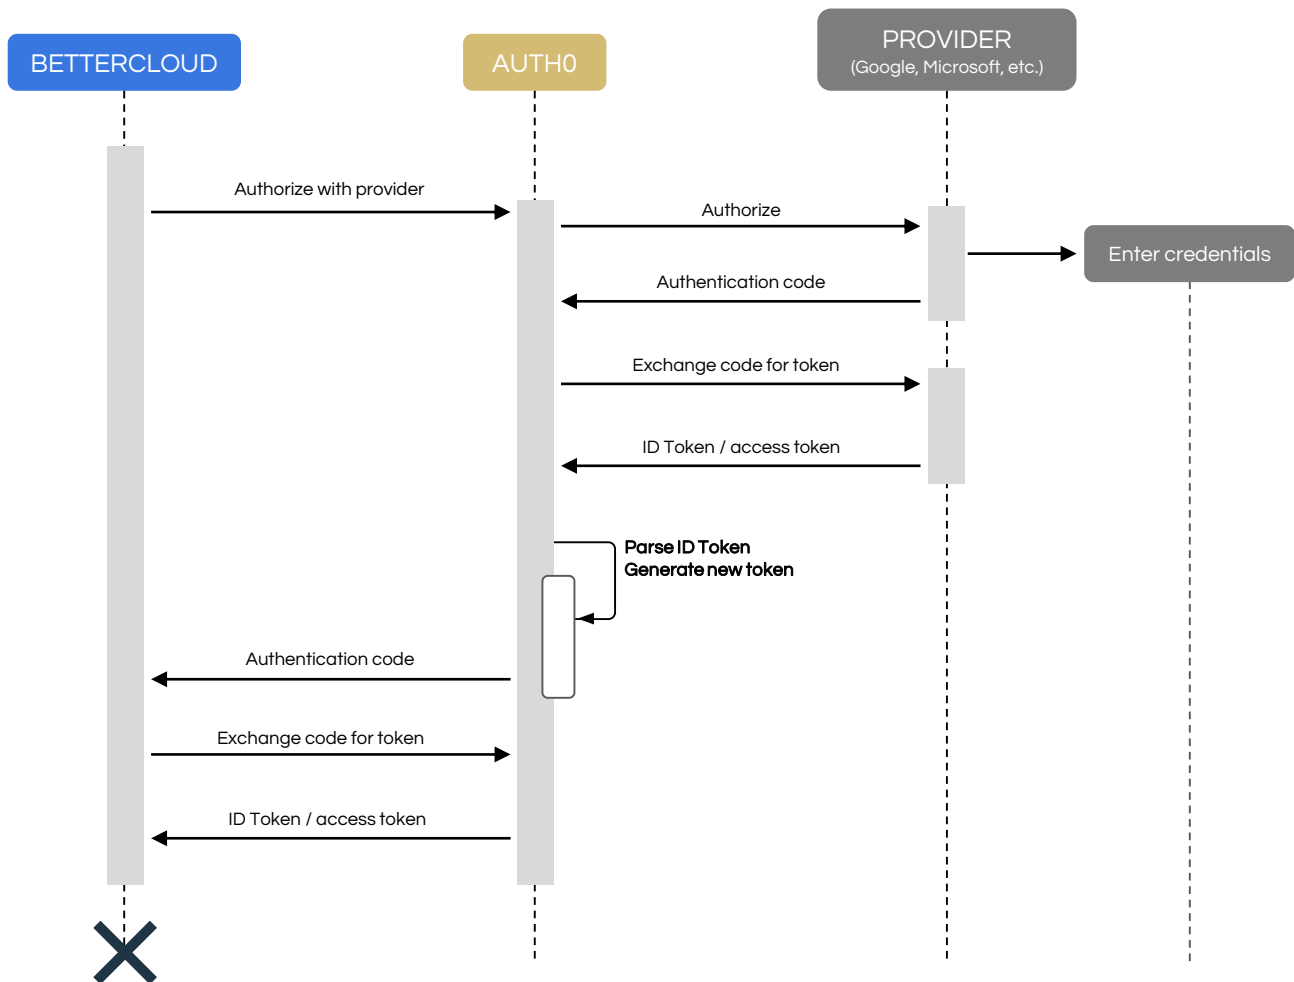 BETTERCLOUD
AUTH0
PROVIDER
(Google, Microsoft, etc.)
Authorize with provider
Authorize
Enter credentials
Authentication code
Exchange code for token
ID Token / access token
Parse ID Token
Generate new token
Authentication code
Exchange code for token
ID Token / access token